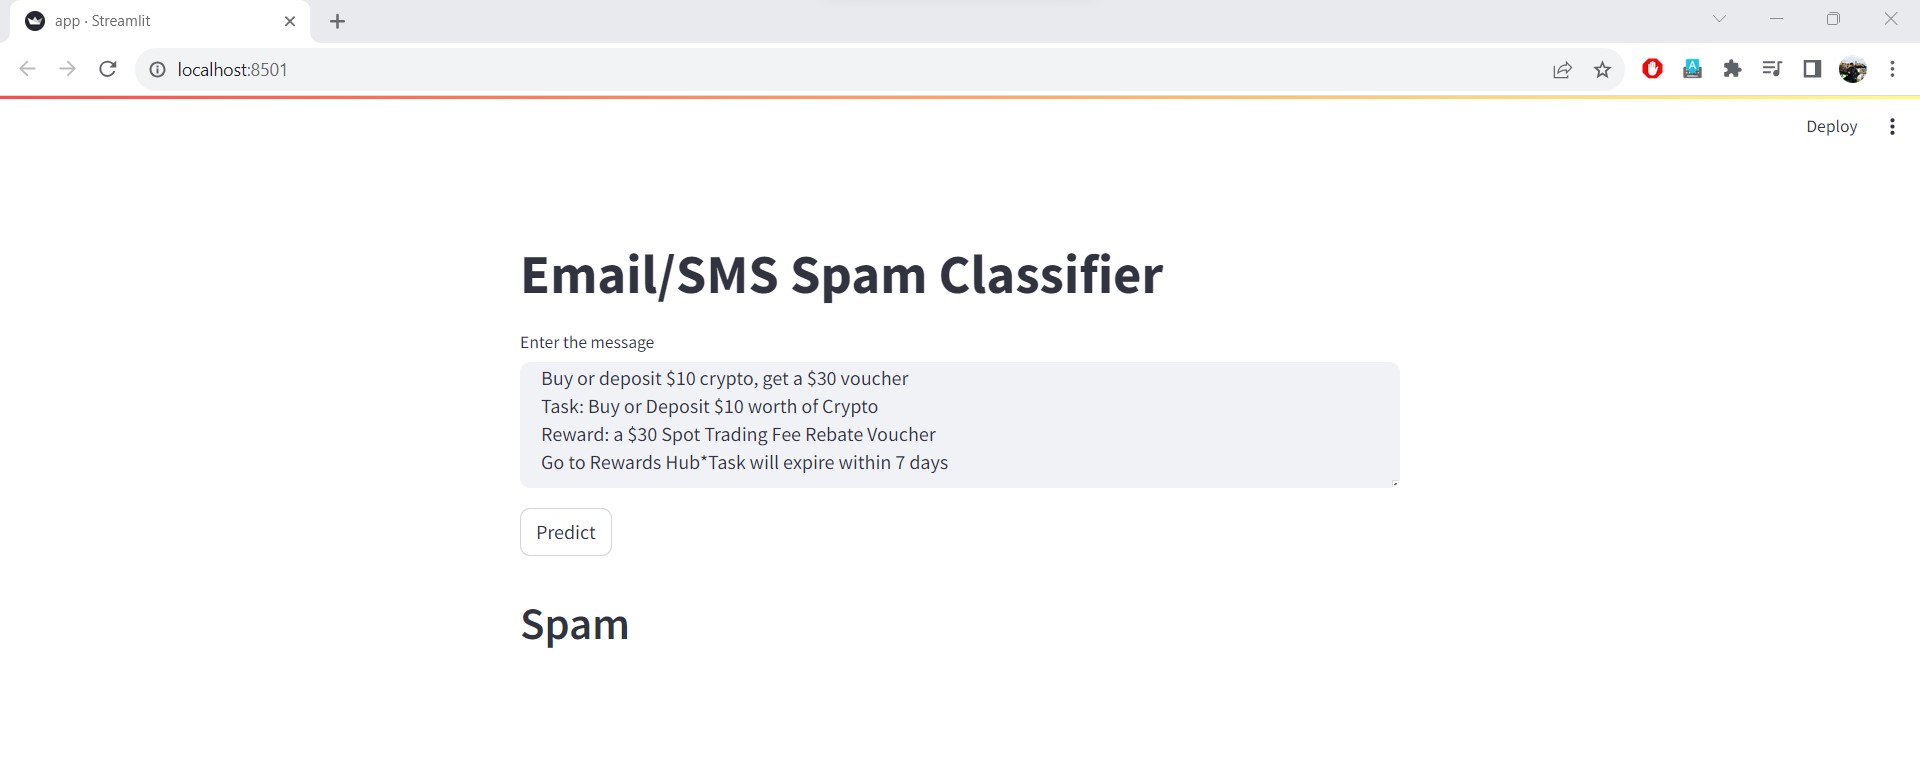 app · Streamlit
localhost:8501
Deploy
Email/SMS Spam Classifier
Enter the message
Buy or deposit $10 crypto, get a $30 voucher
Task: Buy or Deposit $10 worth of Crypto
Reward: a $30 Spot Trading Fee Rebate Voucher
Go to Rewards Hub*Task will expire within 7 days
Predict
Spam